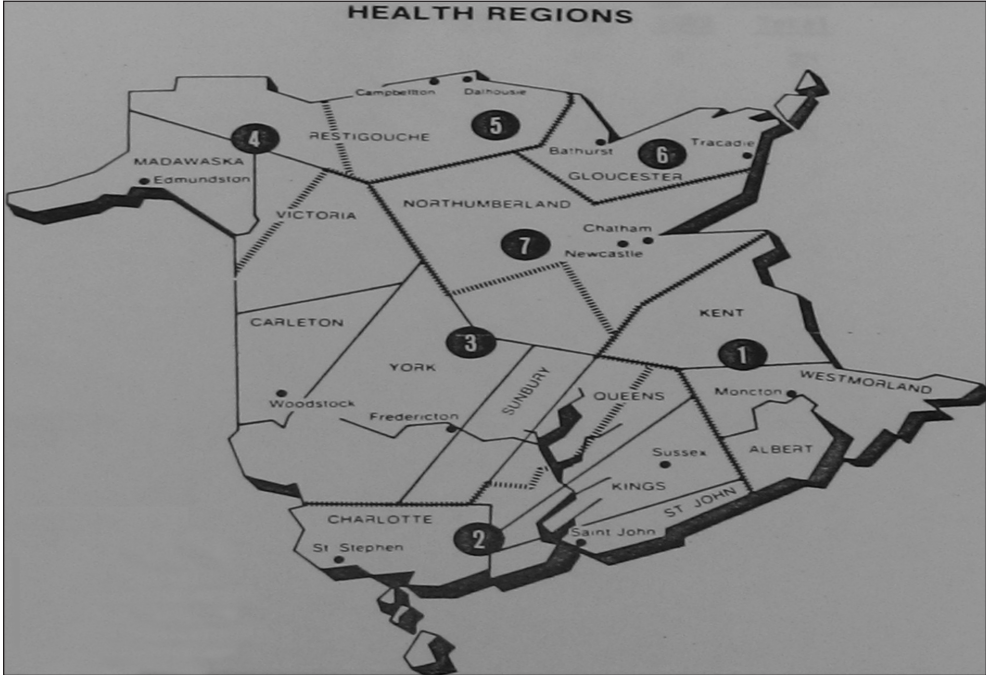 HEALTH REGIONS
Campbellton
Dalhousie
4
RESTIGOUCHE
5
Bathurst
6
Tracadie
MADAWASKA
Edmundston
GLOUCESTER
VICTORIA
NORTHUMBERLAND
Chatham
7
Newcastle
CARLETON
KENT
3
1
YORK
SUNBURY
QUEENS
WESTMORLAND
Moncton
Woodstock
Fredericton
Sussex
ALBERT
KINGS
ST JOHN
CHARLOTTE
2
Saint John
St Stephen